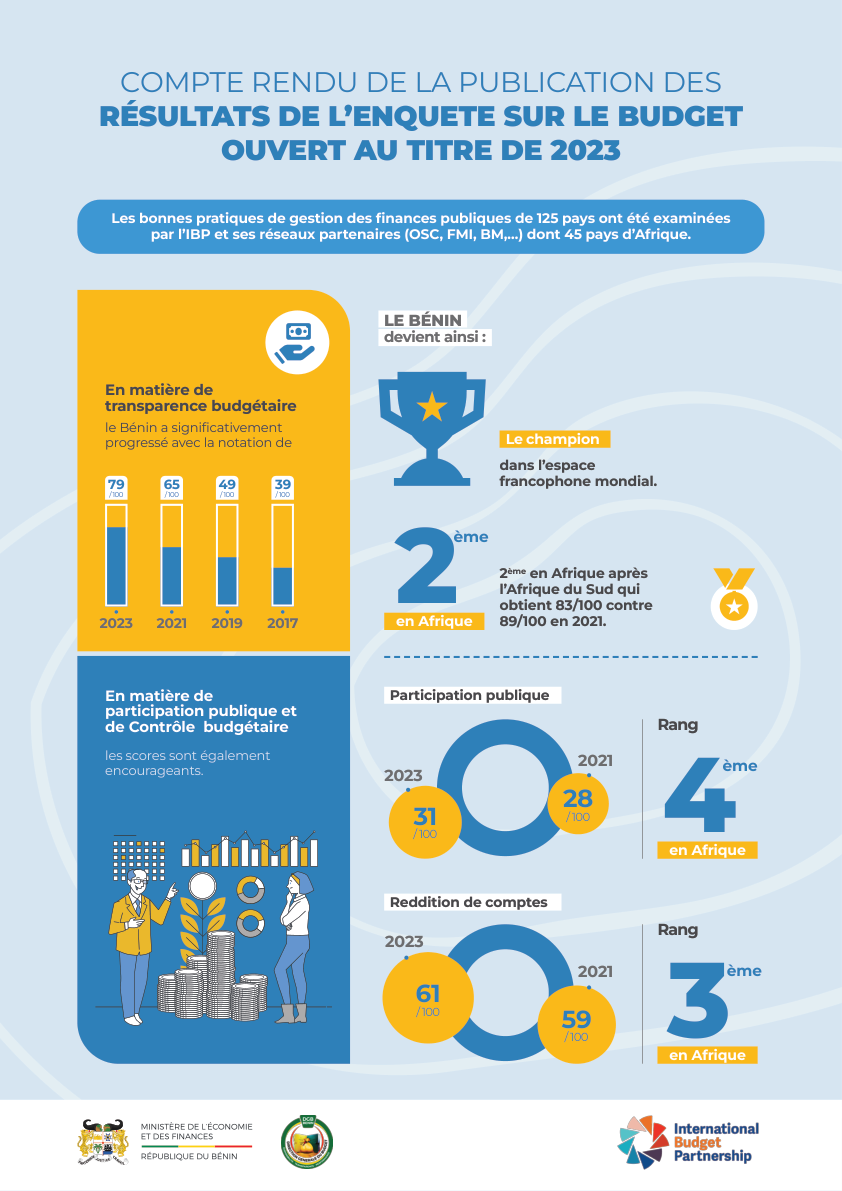 COMPTE RENDU DE LA PUBLICATION DES
RÉSULTATS DE L'ENQUETE SUR LE BUDGET
OUVERT AU TITRE DE 2023
Les bonnes pratiques de gestion des finances publiques de 125 pays ont été examinées
par l'IBP et ses réseaux partenaires (OSC, FMI, BM,...) dont 45 pays d'Afrique.
En matière de
transparence budgétaire
le Bénin a significativement
progressé avec la notation de
79 /100
65 /100
49 /100
39 /100
2023
2021
2019
2017
LE BÉNIN
devient ainsi :
Le champion
dans l'espace
francophone mondial.
2ème
en Afrique
2ème en Afrique après
l'Afrique du Sud qui
obtient 83/100 contre
89/100 en 2021.
En matière de
participation publique et
de Contrôle budgétaire
les scores sont également
encourageants.
Participation publique
2023
31
/100
2021
28
/100
Rang
4ème
en Afrique
Reddition de comptes
2023
61
/100
2021
59
/100
Rang
3ème
en Afrique
MINISTÈRE DE L'ÉCONOMIE
ET DES FINANCES
RÉPUBLIQUE DU BÉNIN
DGB
International
Budget
Partnership